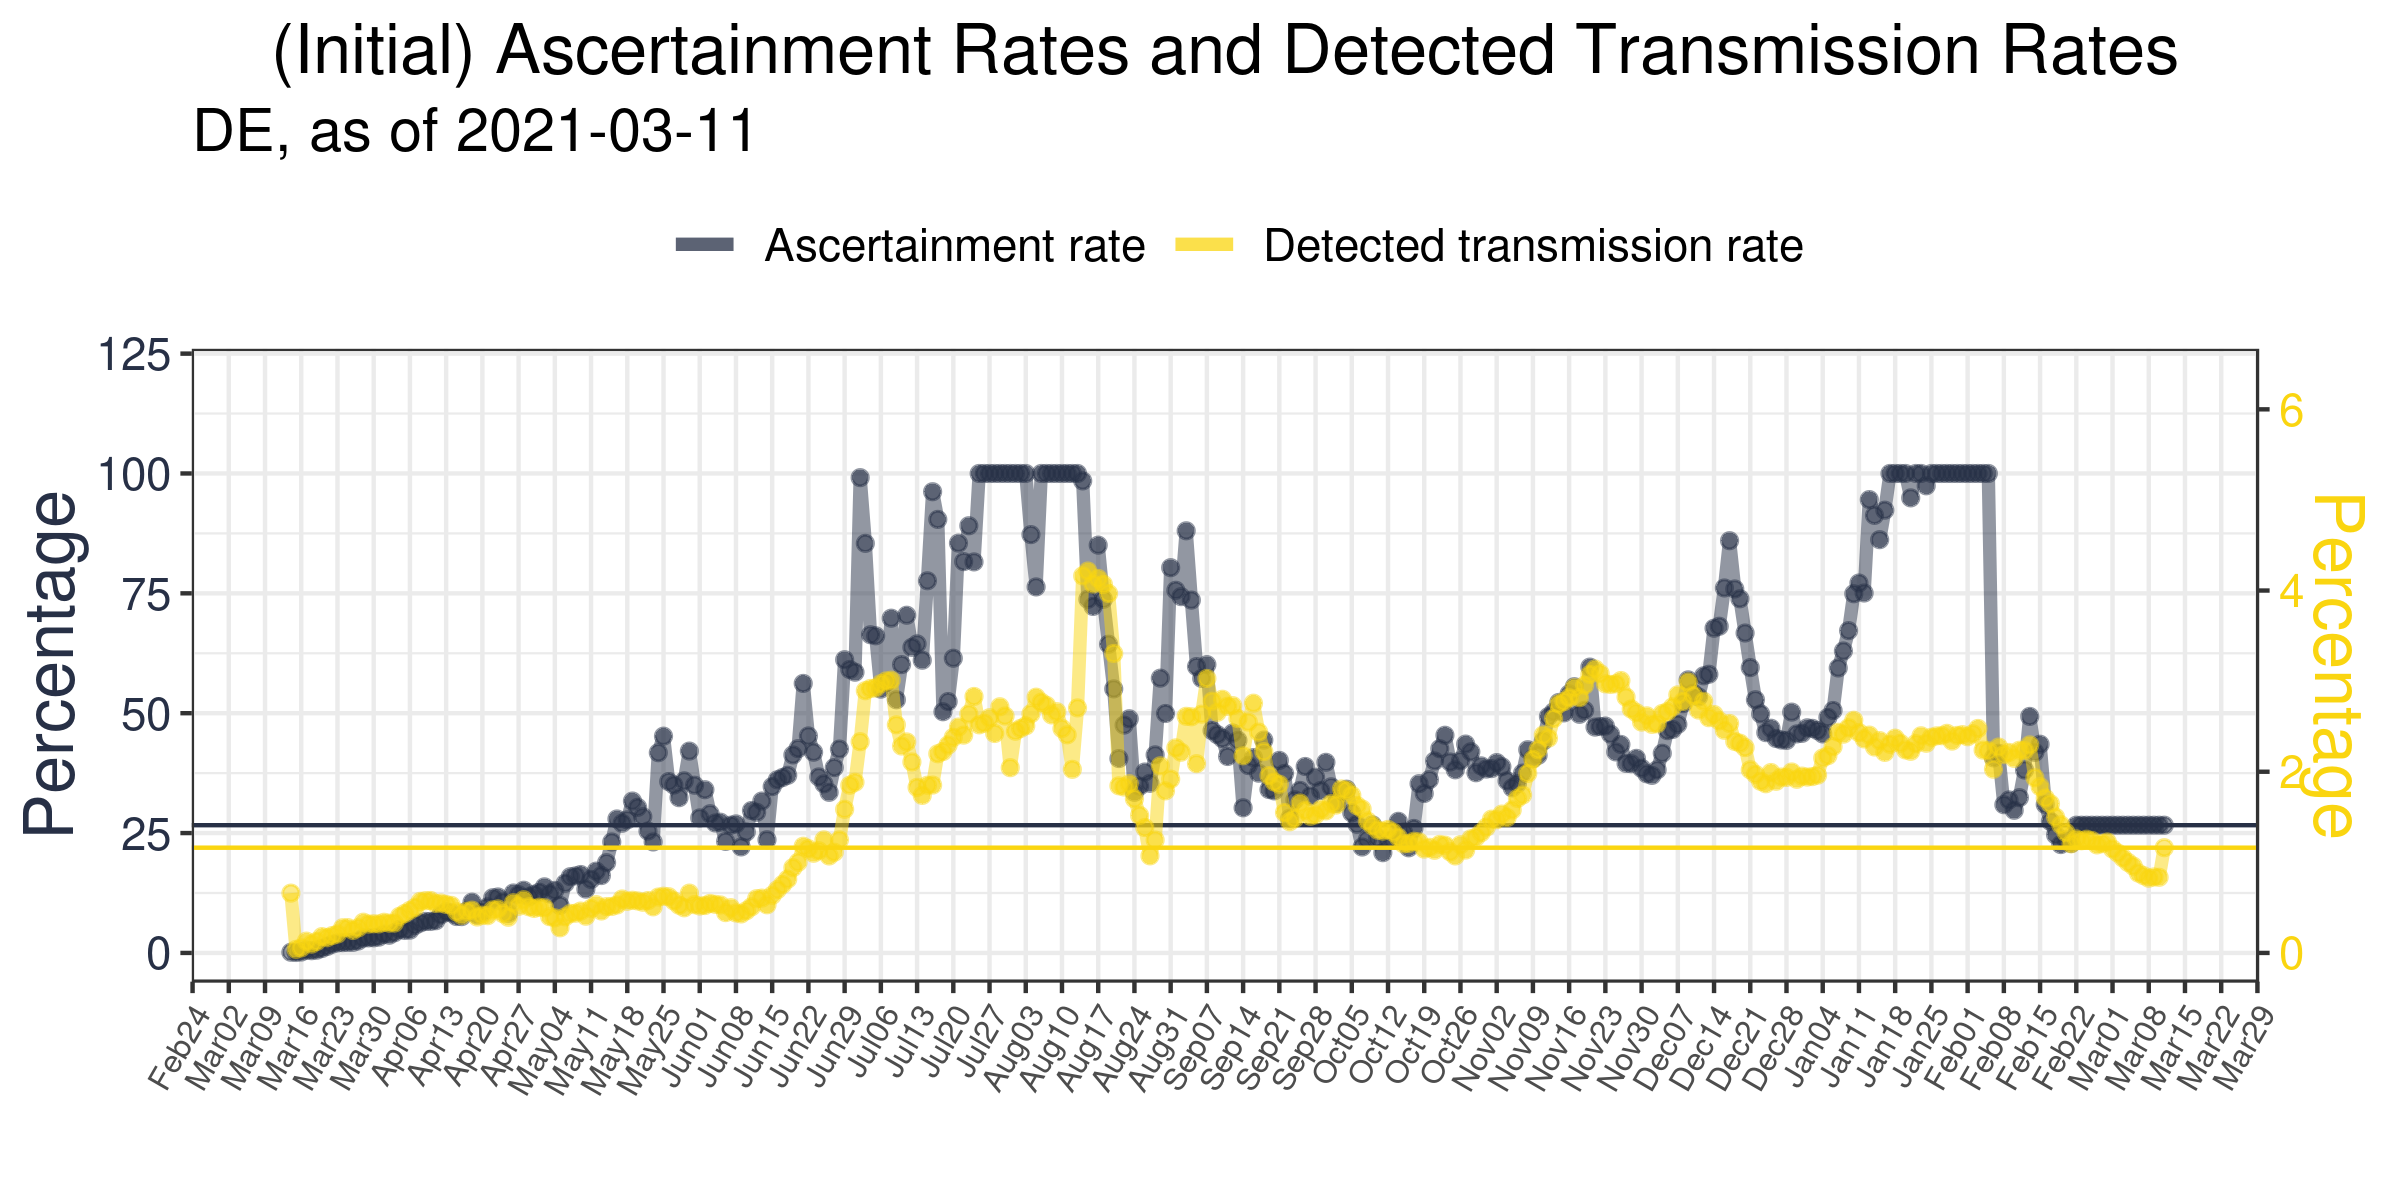 (Initial) Ascertainment Rates and Detected Transmission Rates
DE, as of 2021-03-11
Ascertainment rate
Detected transmission rate
125
100
75
50
25
0
Percentage
6
4
2
0
Percentage
Feb24
Mar02
Mar09
Mar16
Mar23
Mar30
Apr06
Apr13
Apr20
Apr27
May04
May11
May18
May25
Jun01
Jun08
Jun15
Jun22
Jun29
Jul06
Jul13
Jul20
Jul27
Aug03
Aug10
Aug17
Aug24
Aug31
Sep07
Sep14
Sep21
Sep28
Oct05
Oct12
Oct19
Oct26
Nov02
Nov09
Nov16
Nov23
Nov30
Dec07
Dec14
Dec21
Dec28
Jan04
Jan11
Jan18
Jan25
Feb01
Feb08
Feb15
Feb22
Mar01
Mar08
Mar15
Mar22
Mar29